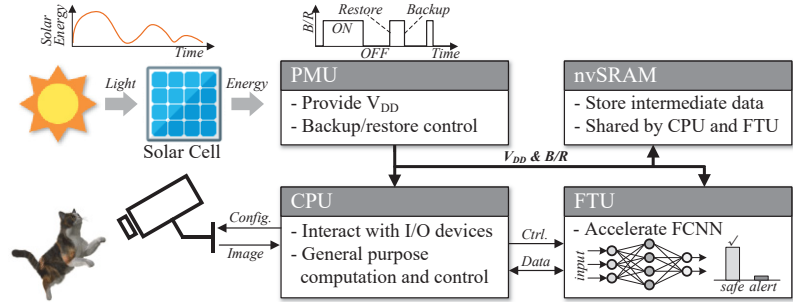 Solar
Energy
Time
B/R
Restore
Backup
ON
OFF
Time
Light
Energy
Solar Cell
PMU
- Provide VDD
- Backup/restore control
nvSRAM
- Store intermediate data
- Shared by CPU and FTU
VDD & B/R
Config.
Image
CPU
- Interact with I/O devices
- General purpose
computation and control
Ctrl.
Data
FTU
- Accelerate FCNN
input
safe alert